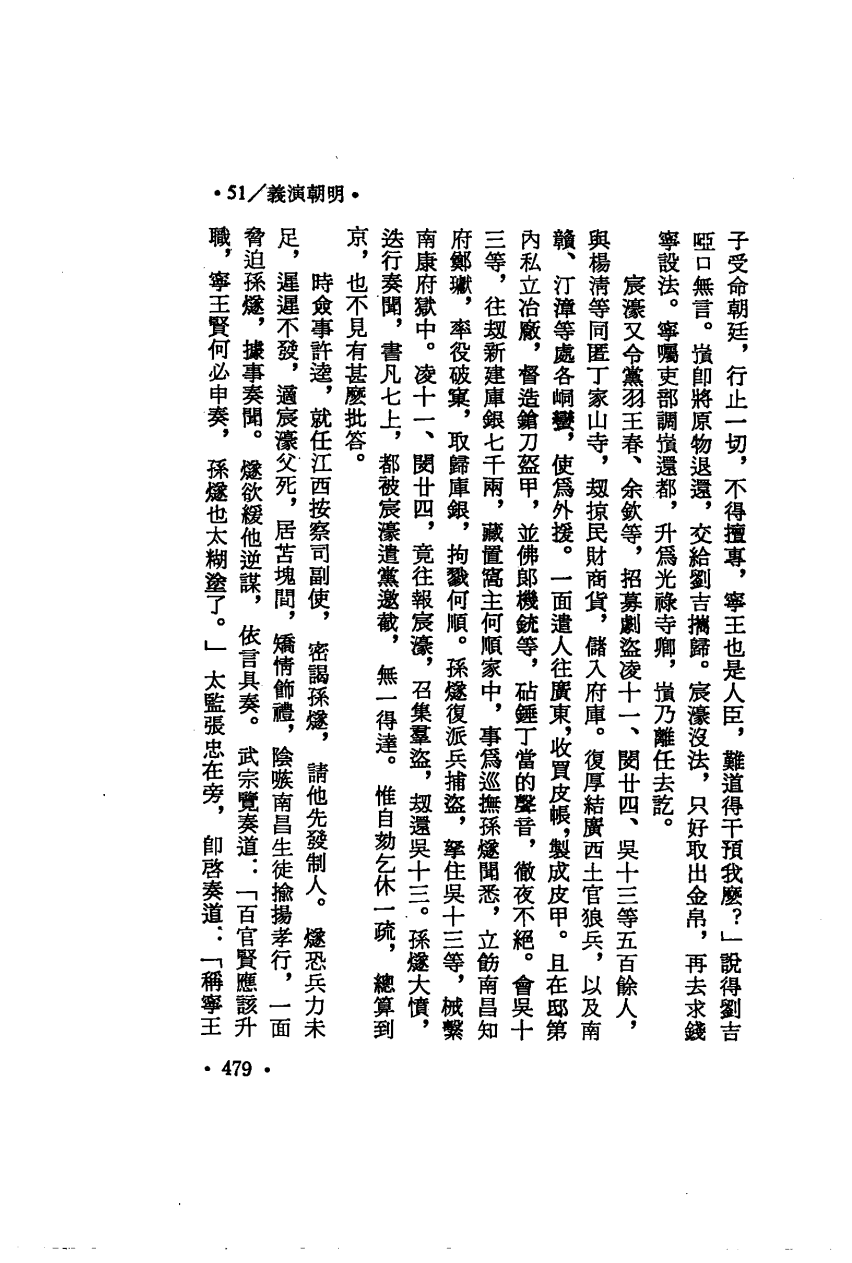 •51/義演朝明•
子受命朝廷，行止一切，不得擅專，寧王也是人臣，難道得干預我麼？」說得劉吉
啞口無言。嵿卽將原物退還，交給劉吉攜歸。宸濠沒法，只好取出金帛，再去求錢
寧設法。寧囑吏部調嵿還都，升爲光祿寺卿，嵿乃離任去訖。
宸濠又令黨羽王春、余欽等，招募劇盜凌十一、閔廿四、吳十三等五百餘人，
與楊清等同匿丁家山寺，刼掠民財商貨，儲入府庫。復厚結廣西土官狼兵，以及南
贛、汀漳等處各峒蠻，使爲外援。一面遣人往廣東，收買皮帳，製成皮甲。且在邸第
內私立冶廠，督造鎗刀盔甲，並佛郎機銃等，砧錘丁當的聲音，徹夜不絕。會吳十
三等，往刼新建庫銀七千兩，藏置窩主何順家中，事爲巡撫孫燧聞悉，立飭南昌知
府鄭瓛，率役破窠，取歸庫銀，拘戮何順。孫燧復派兵捕盜，拏住吳十三等，械繫
南康府獄中。凌十一、閔廿四，竟往報宸濠，召集羣盜，刼還吳十三。孫燧大憤，
迭行奏聞，書凡七上，都被宸濠遣黨邀截，無一得達。惟自劾乞休一疏，總算到
京，也不見有甚麼批答。
時僉事許逵，就任江西按察司副使，密謁孫燧，請他先發制人。燧恐兵力未
足，遲遲不發，適宸濠父死，居苫塊間，矯情飾禮，陰嗾南昌生徒揄揚孝行，一面
脅迫孫燧，據事奏聞。燧欲緩他逆謀，依言具奏。武宗覽奏道：「百官賢應該升
職，寧王賢何必申奏，孫燧也太糊塗了。」太監張忠在旁，卽啓奏道：「稱寧王
•479•